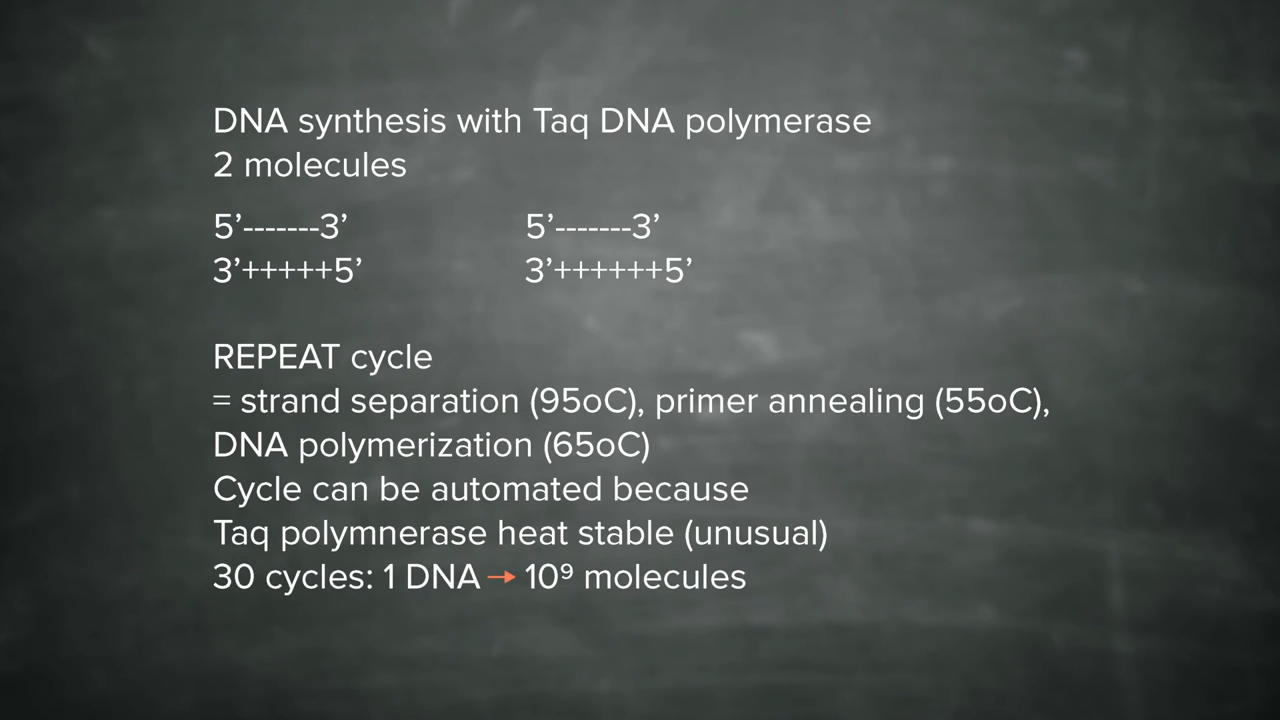 DNA synthesis with Taq DNA polymerase
2 molecules
5’-------3’ 5’-------3’
3’+++++5’ 3’++++++5’
REPEAT cycle
= strand separation (95oC), primer annealing (55oC),
DNA polymerization (65oC)
Cycle can be automated because
Taq polymnerase heat stable (unusual)
30 cycles: 1 DNA → 10⁹ molecules